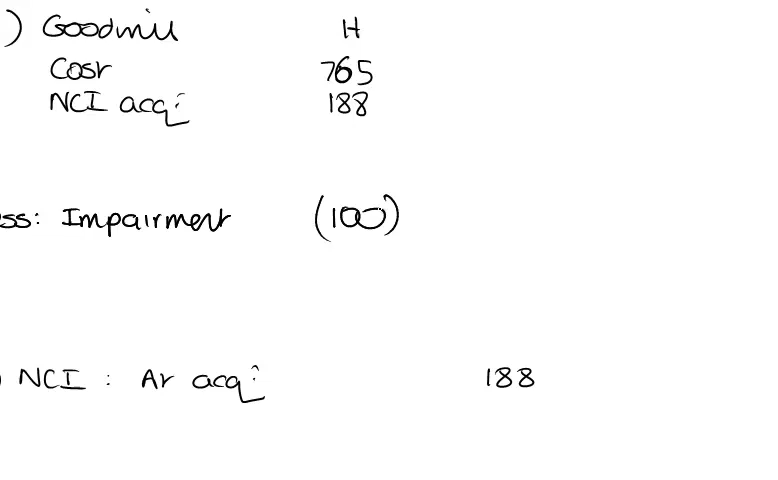 ) Goodwill H
Cost 765
NCI acq:
188
ss: Impairment (100)
) NCI : At acq: 188